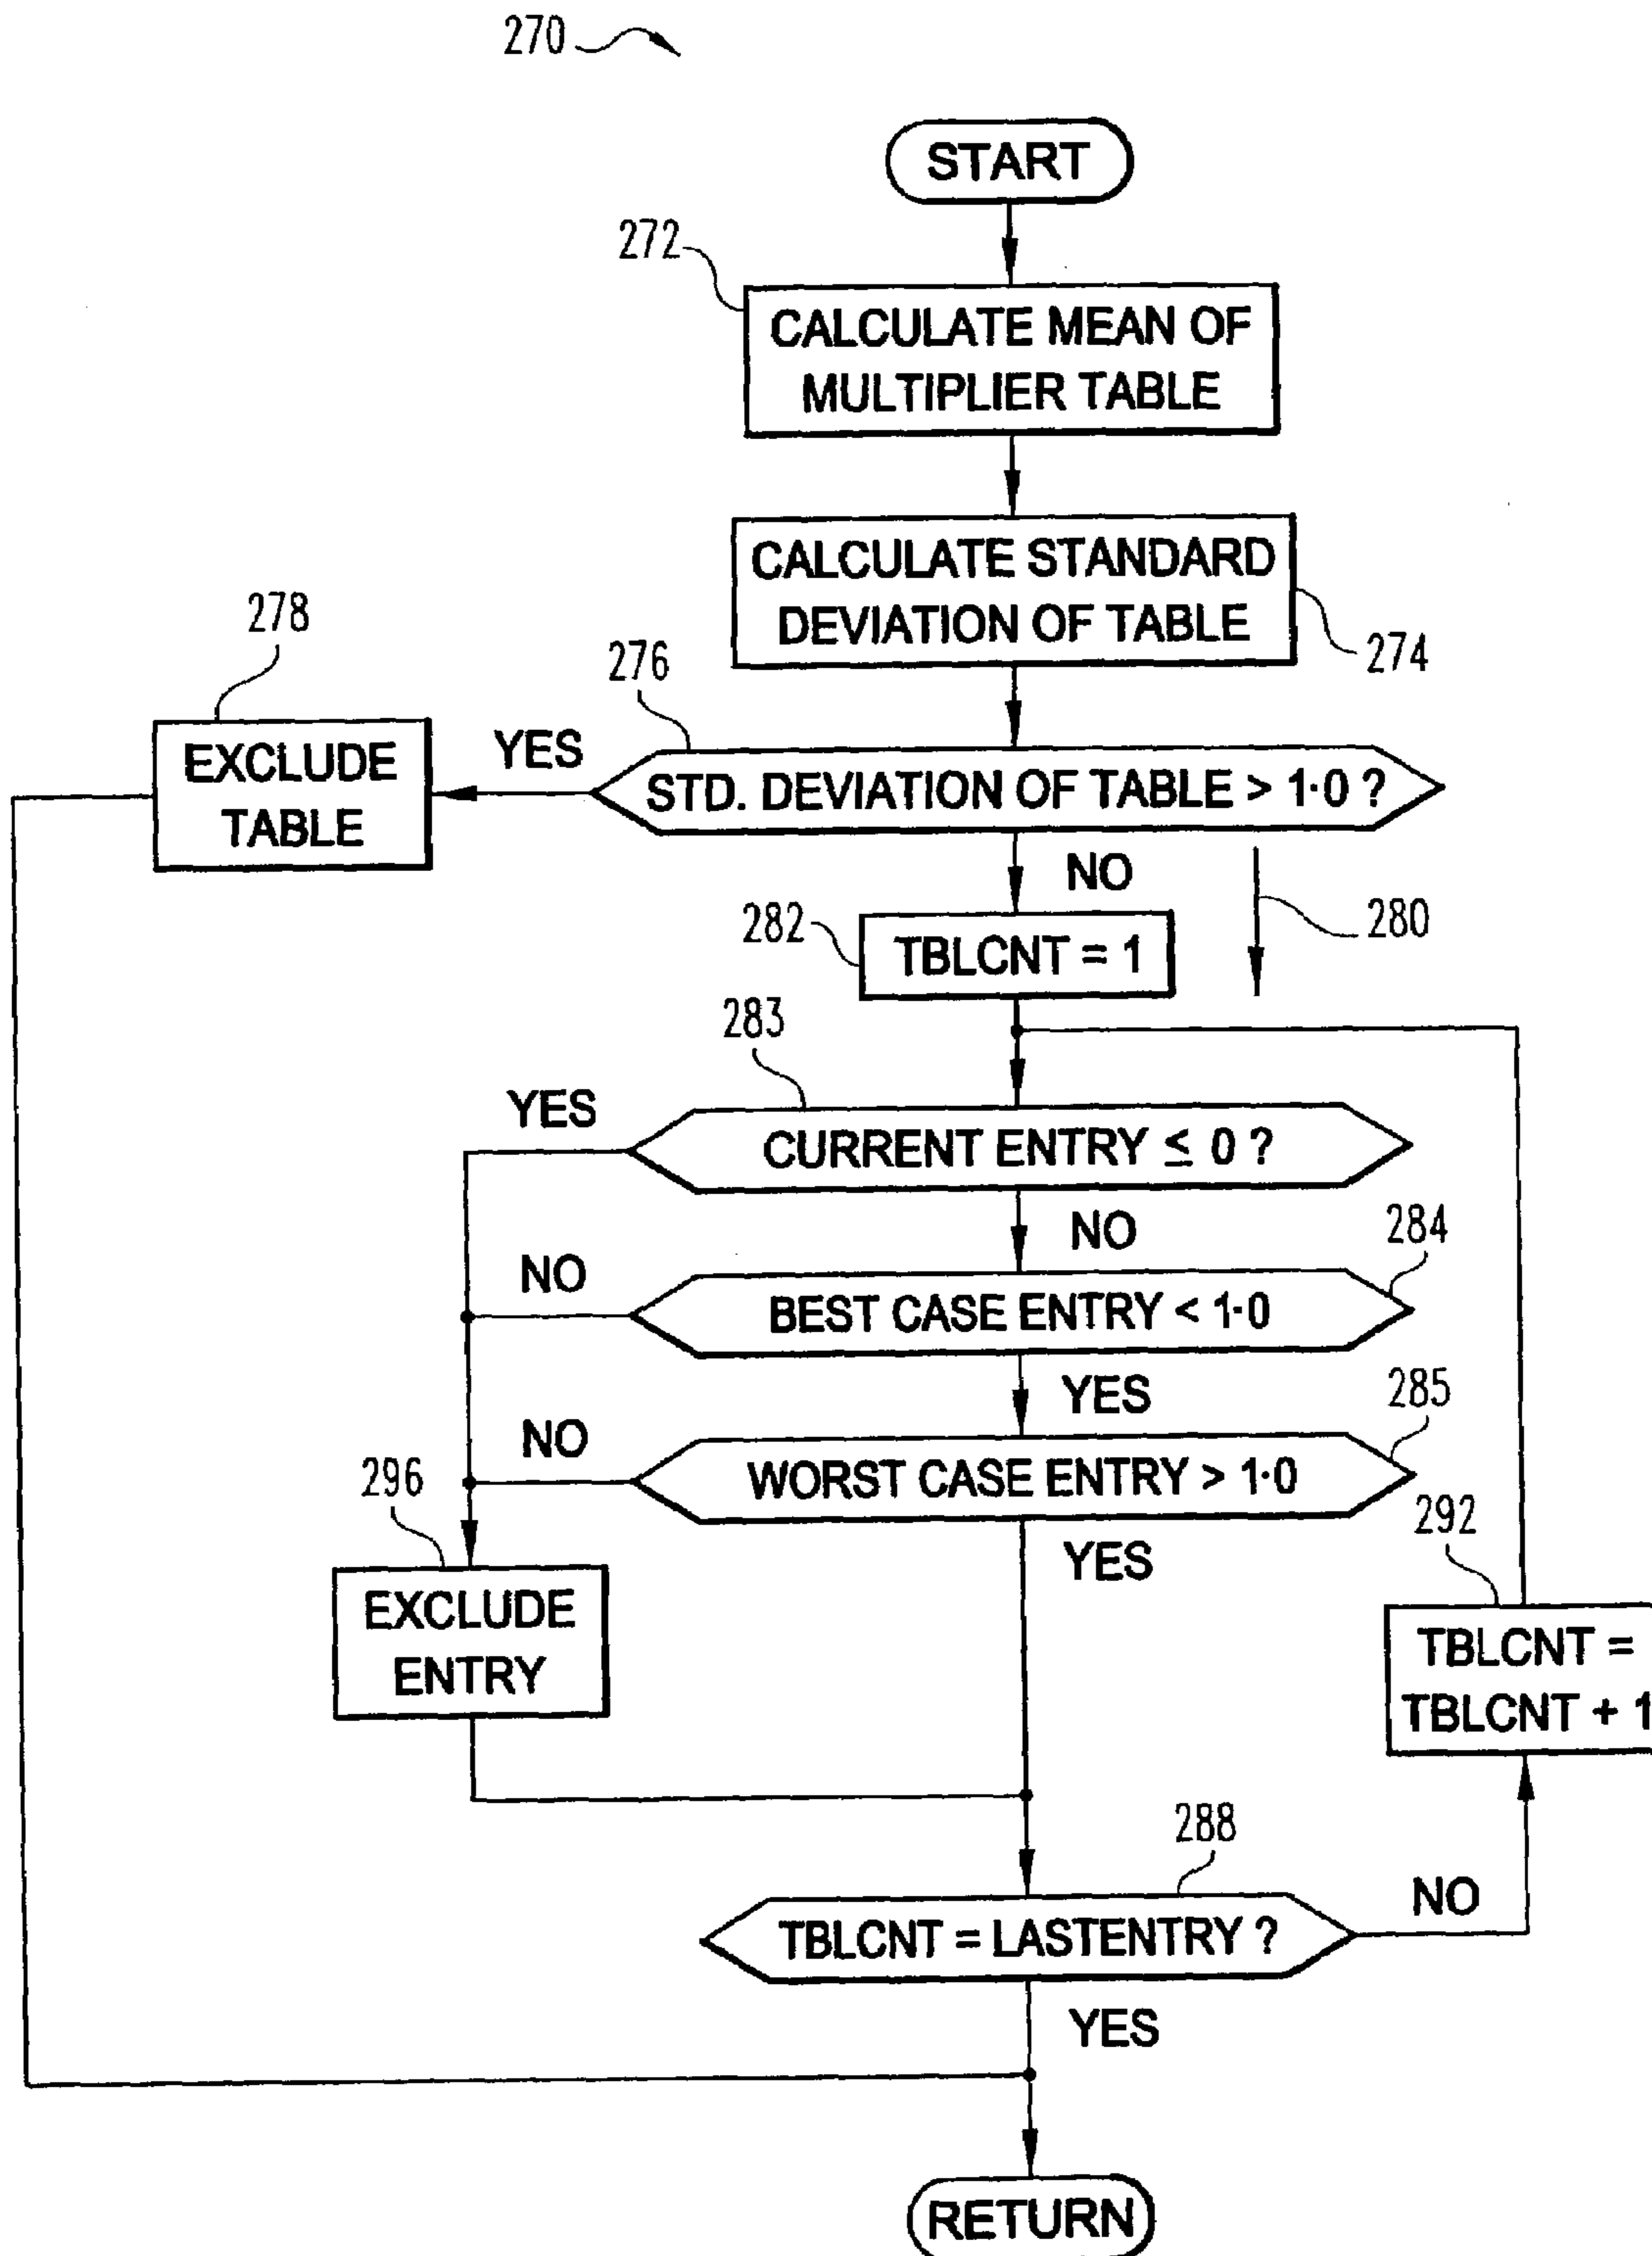 270
START
272
CALCULATE MEAN OF
MULTIPLIER TABLE
CALCULATE STANDARD
DEVIATION OF TABLE
274
278
276
EXCLUDE
TABLE
YES
STD. DEVIATION OF TABLE > 1·0 ?
NO
280
282
TBLCNT = 1
283
YES
CURRENT ENTRY ≤ 0 ?
NO
284
NO
BEST CASE ENTRY < 1·0
YES
285
NO
WORST CASE ENTRY > 1·0
YES
296
EXCLUDE
ENTRY
292
TBLCNT =
TBLCNT + 1
288
TBLCNT = LASTENTRY ?
NO
YES
RETURN